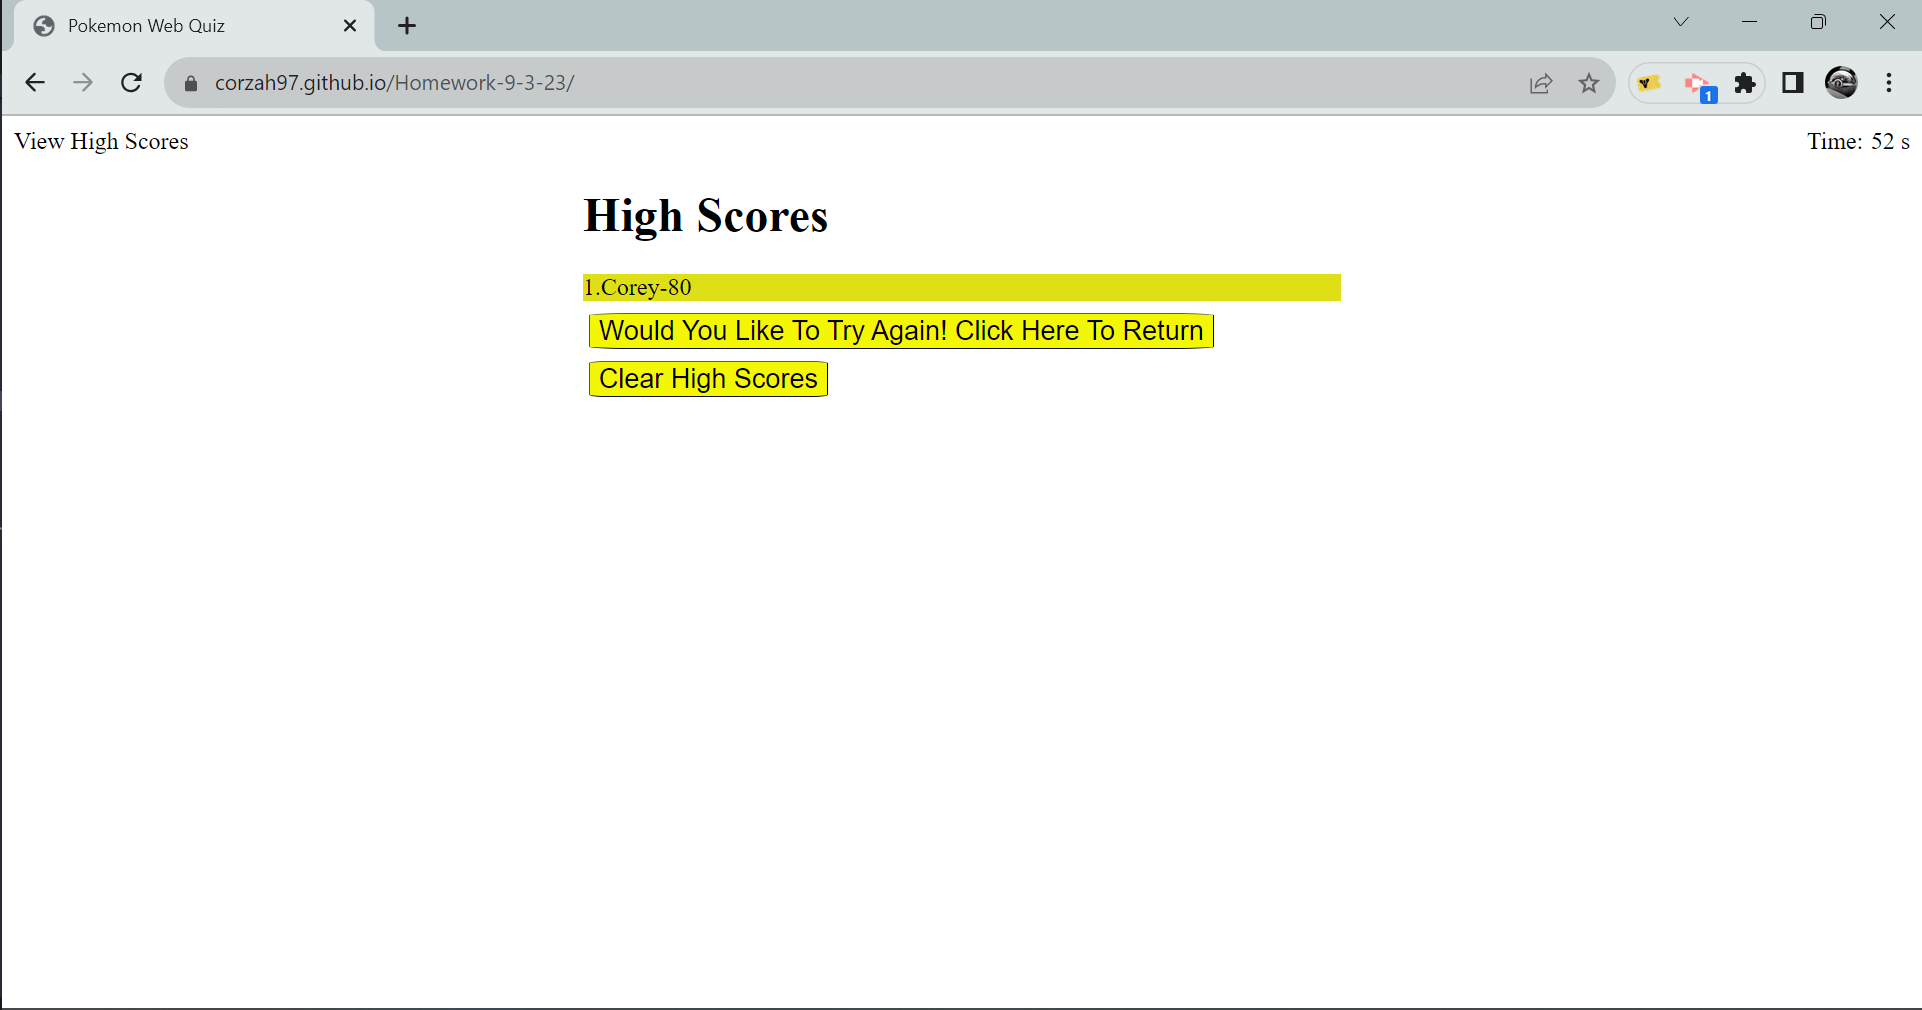 Pokemon Web Quiz
corzah97.github.io/Homework-9-3-23/
1
View High Scores
Time: 52 s
High Scores
1.Corey-80
Would You Like To Try Again! Click Here To Return
Clear High Scores